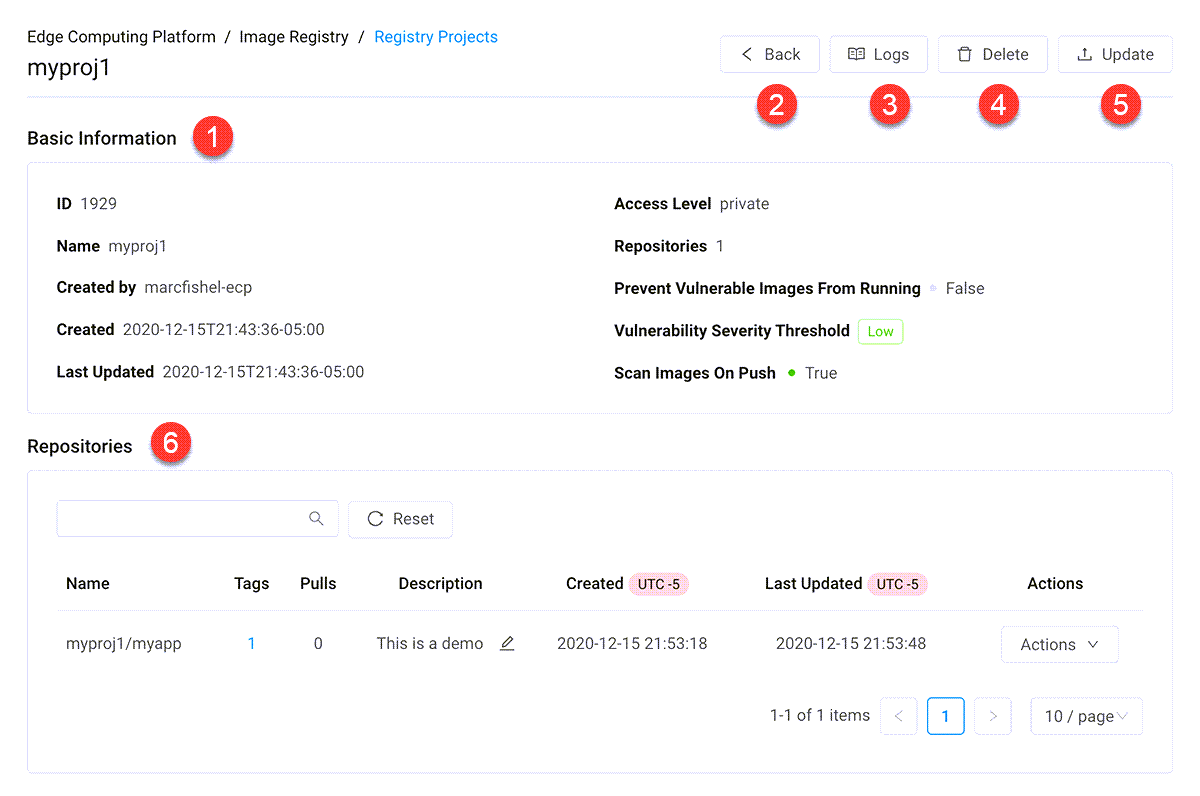 Edge Computing Platform / Image Registry / Registry Projects
myproj1
Back Logs Delete Update
2 3 4 5
Basic Information 1
ID 1929
Access Level private
Name myproj1
Repositories 1
Created by marcfishel-ecp
Prevent Vulnerable Images From Running False
Created 2020-12-15T21:43:36-05:00
Vulnerability Severity Threshold Low
Last Updated 2020-12-15T21:43:36-05:00
Scan Images On Push True
Repositories 6
Reset
Name Tags Pulls Description Created UTC -5 Last Updated UTC -5 Actions
myproj1/myapp 1 0 This is a demo 2020-12-15 21:53:18 2020-12-15 21:53:48 Actions
1-1 of 1 items < 1 > 10 / page